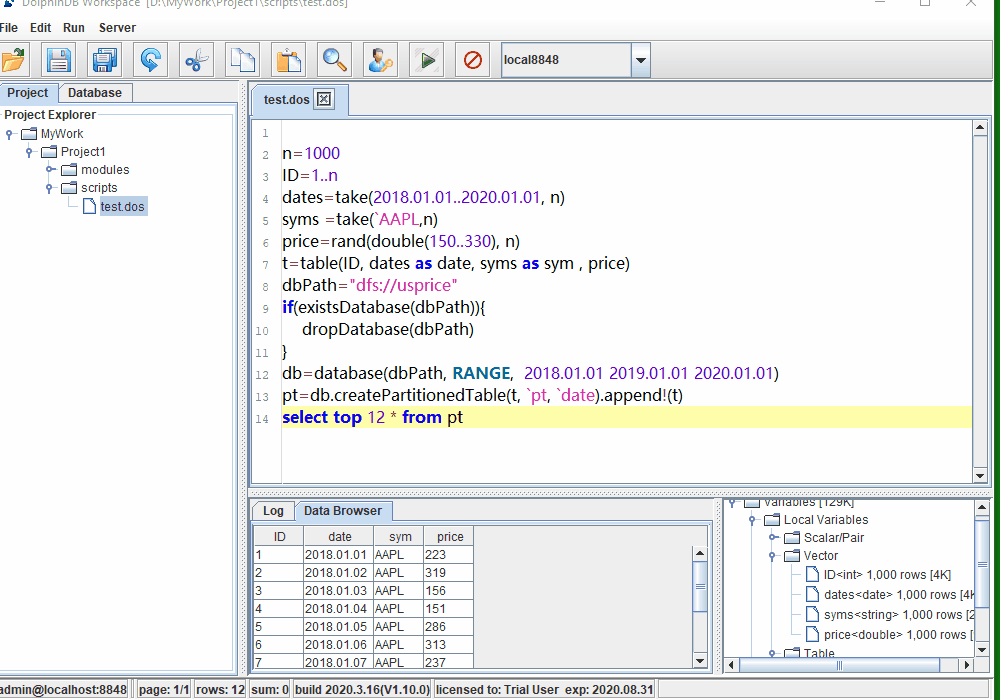 DolphinDB Workspace [D:\MyWork\Project1\scripts\test.dos]
File Edit Run Server
local8848
Project Database
test.dos
Project Explorer
MyWork
Project1
modules
scripts
test.dos
1
2 n=1000
3 ID=1..n
4 dates=take(2018.01.01..2020.01.01, n)
5 syms =take(`AAPL,n)
6 price=rand(double(150..330), n)
7 t=table(ID, dates as date, syms as sym , price)
8 dbPath="dfs://usprice"
9 if(existsDatabase(dbPath)){
10 dropDatabase(dbPath)
11 }
12 db=database(dbPath, RANGE,  2018.01.01 2019.01.01 2020.01.01)
13 pt=db.createPartitionedTable(t, `pt, `date).append!(t)
14 select top 12 * from pt
Log Data Browser
ID date sym price
1 2018.01.01 AAPL 223
2 2018.01.02 AAPL 319
3 2018.01.03 AAPL 156
4 2018.01.04 AAPL 151
5 2018.01.05 AAPL 286
6 2018.01.06 AAPL 313
7 2018.01.07 AAPL 237
Variables [129K]
Local Variables
Scalar/Pair
Vector
ID<int> 1,000 rows [4K]
dates<date> 1,000 rows [4K
syms<string> 1,000 rows [2
price<double> 1,000 rows [
Table
admin@localhost:8848 page: 1/1 rows: 12 sum: 0 build 2020.3.16(V1.10.0) licensed to: Trial User exp: 2020.08.31